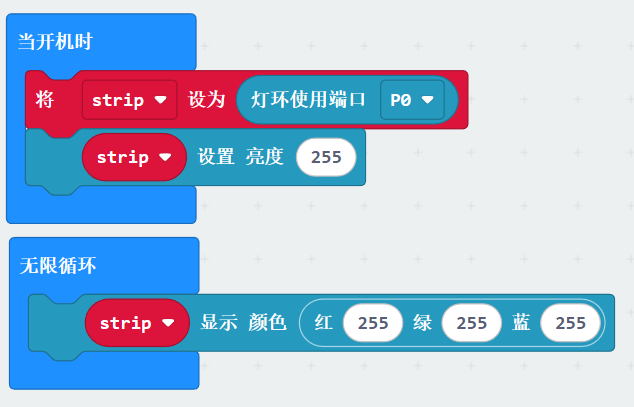 当开机时
将 strip 设为 灯环使用端口 P0
strip 设置 亮度 255
无限循环
strip 显示 颜色 红 255 绿 255 蓝 255